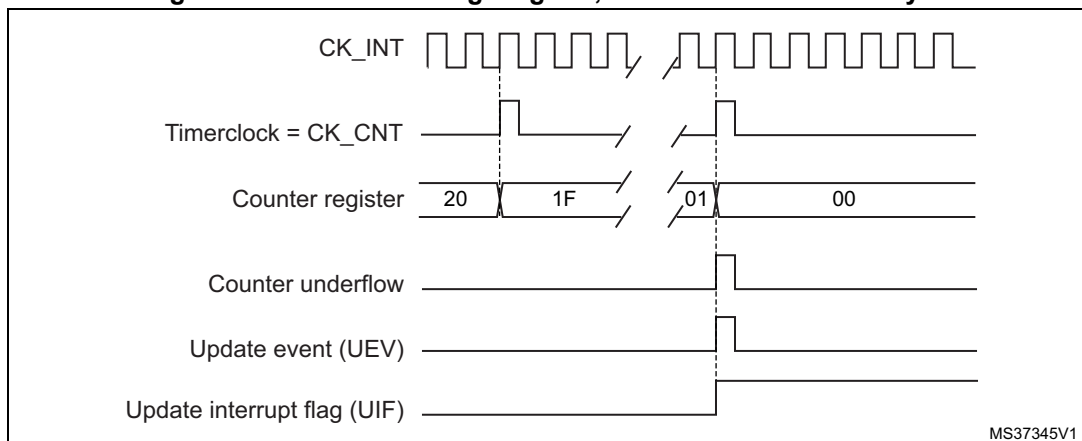 CK_INT
Timerclock = CK_CNT
Counter register 20 1F 01 00
Counter underflow
Update event (UEV)
Update interrupt flag (UIF)
MS37345V1